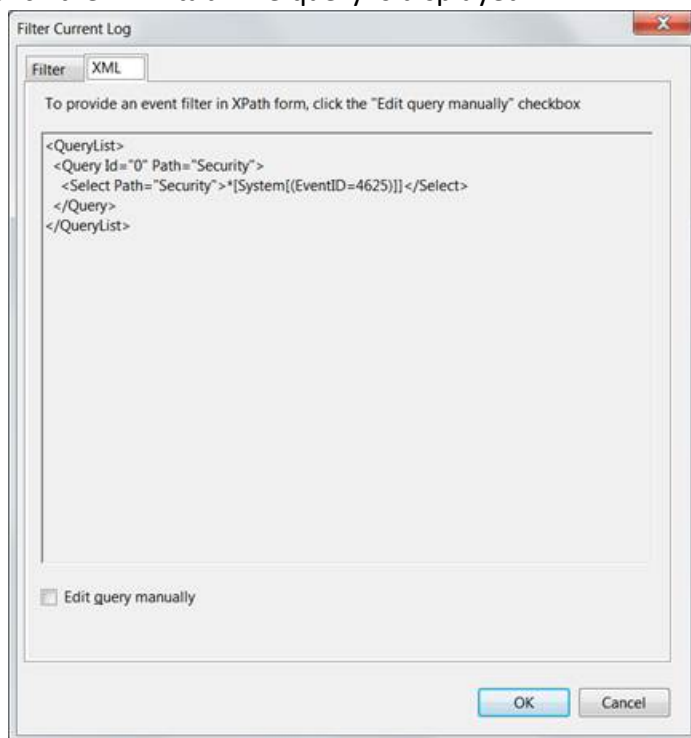 Filter Current Log
Filter XML
To provide an event filter in XPath form, click the "Edit query manually" checkbox
<QueryList>
<Query Id="0" Path="Security">
<Select Path="Security">*[System[(EventID=4625)]]</Select>
</Query>
</QueryList>
Edit query manually
OK Cancel